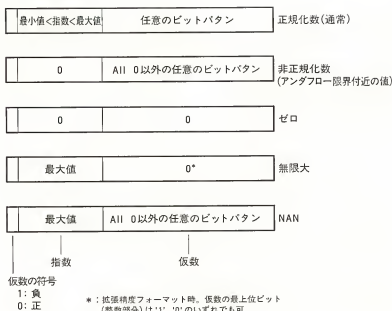 最小値<指数<最大値 任意のビットパタン 正規化数(通常)
0 All 0以外の任意のビットパタン 非正規化数
(アンダフロー限界付近の値)
0 0 ゼロ
最大値 0* 無限大
最大値 All 0以外の任意のビットパタン NAN
指数 仮数
仮数の符号
1: 負
0: 正
*:拡張精度フォーマット時、仮数の最上位ビット
(整数部分)は'1'、'0'のいずれでも可